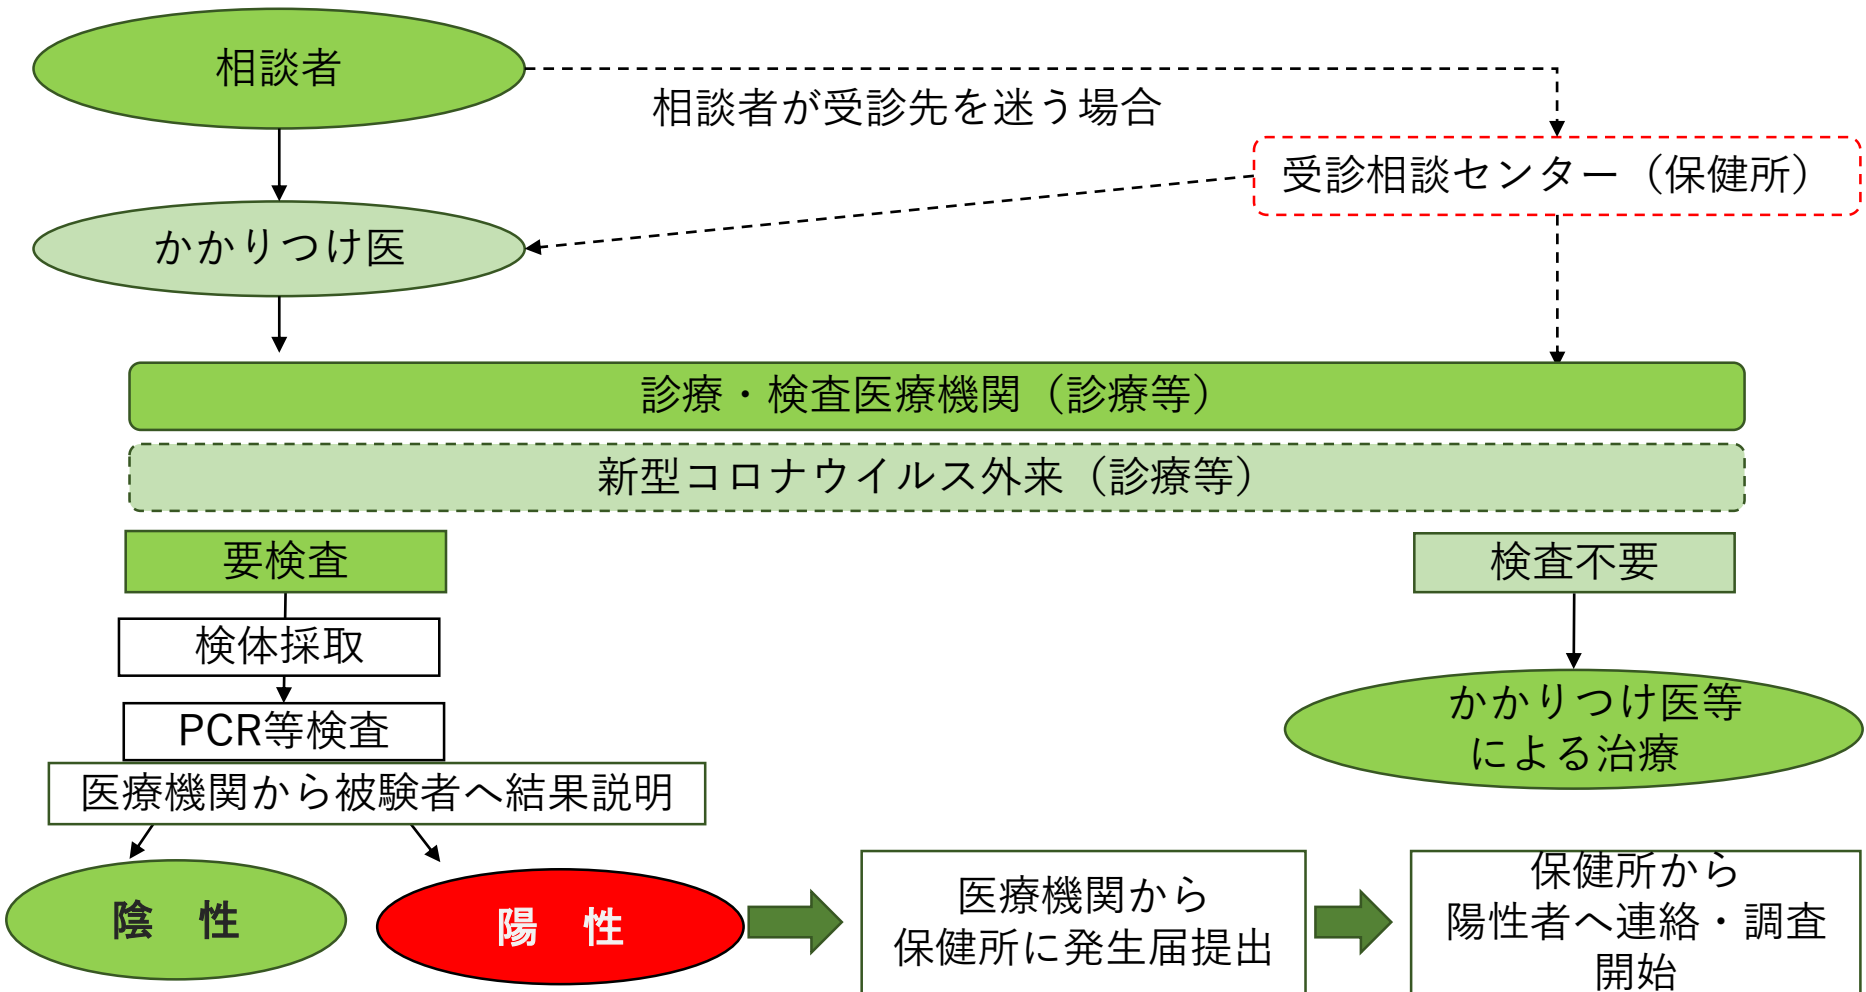 相談者
相談者が受診先を迷う場合
受診相談センター（保健所）
かかりつけ医
診療・検査医療機関（診療等）
新型コロナウイルス外来（診療等）
要検査
検査不要
検体採取
PCR等検査
かかりつけ医等
による治療
医療機関から被験者へ結果説明
陰　性
陽　性
医療機関から
保健所に発生届提出
保健所から
陽性者へ連絡・調査
開始